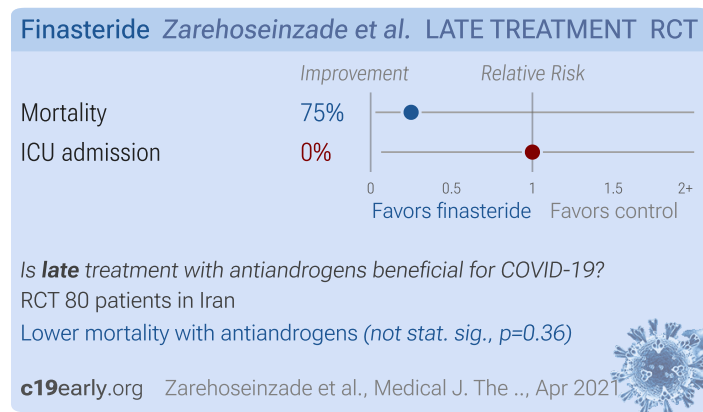 Finasteride Zarehoseinzade et al. LATE TREATMENT RCT
Improvement Relative Risk
Mortality 75%
ICU admission 0%
0 0.5 1 1.5 2+
Favors finasteride Favors control
Is late treatment with antiandrogens beneficial for COVID-19?
RCT 80 patients in Iran
Lower mortality with antiandrogens (not stat. sig., p=0.36)
c19early.org Zarehoseinzade et al., Medical J. The .., Apr 2021